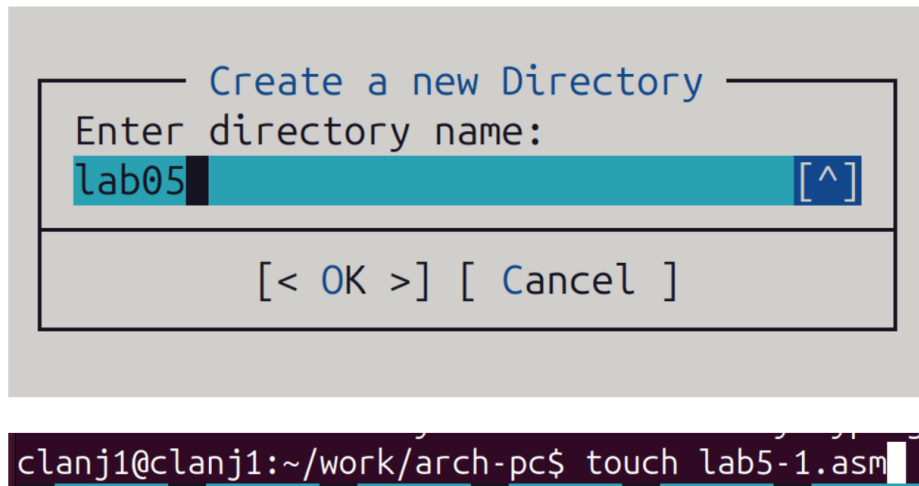 Create a new Directory
Enter directory name:
lab05 [^]
[< OK >] [ Cancel ]
clanj1@clanj1:~/work/arch-pc$ touch lab5-1.asm